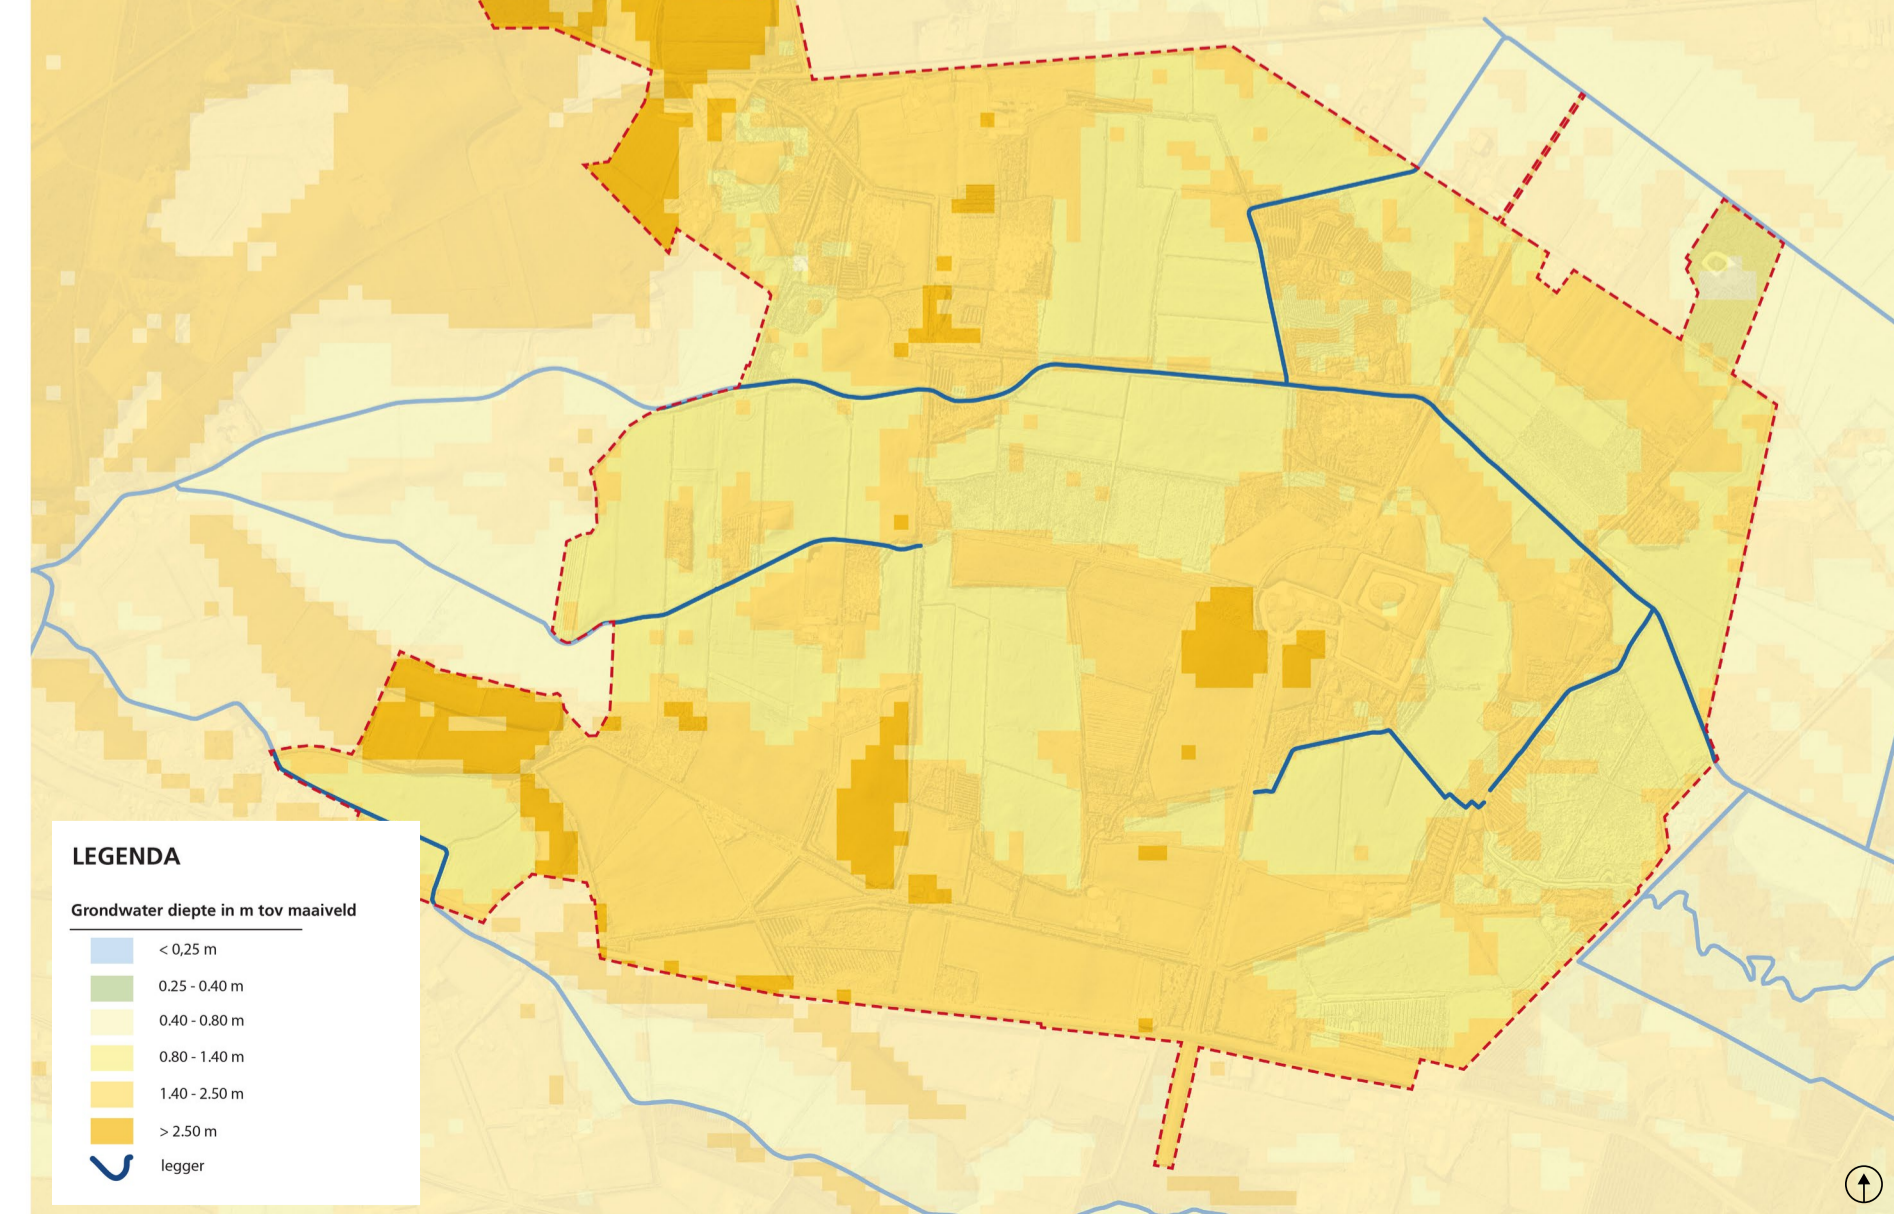 LEGENDA
Grondwater diepte in m tov maaiveld
< 0,25 m
0.25 - 0.40 m
0.40 - 0.80 m
0.80 - 1.40 m
1.40 - 2.50 m
> 2.50 m
legger